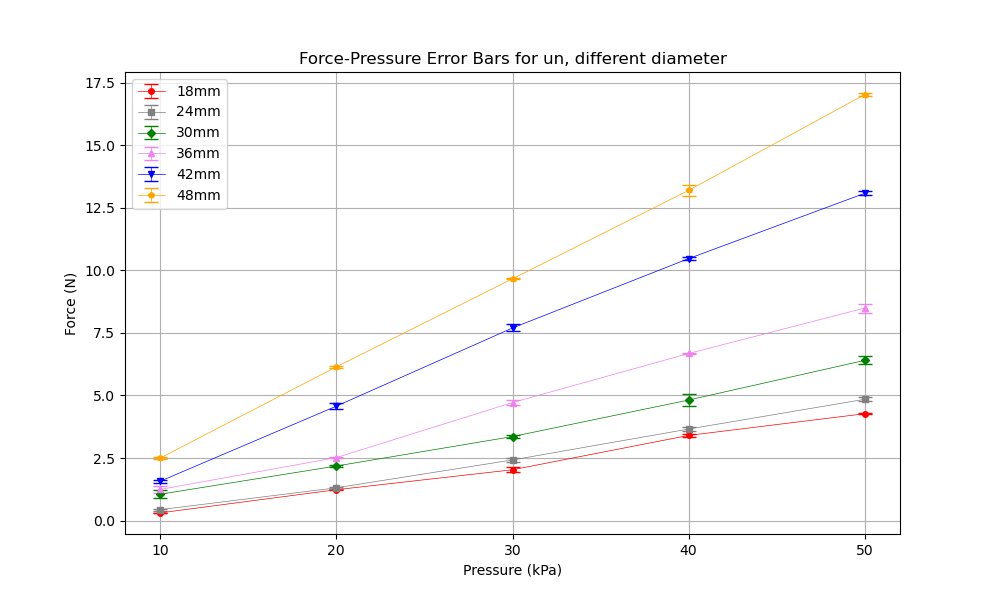 Force-Pressure Error Bars for un, different diameter
17.5
15.0
12.5
10.0
7.5
5.0
2.5
0.0
Force (N)
18mm
24mm
30mm
36mm
42mm
48mm
10
20
30
40
50
Pressure (kPa)